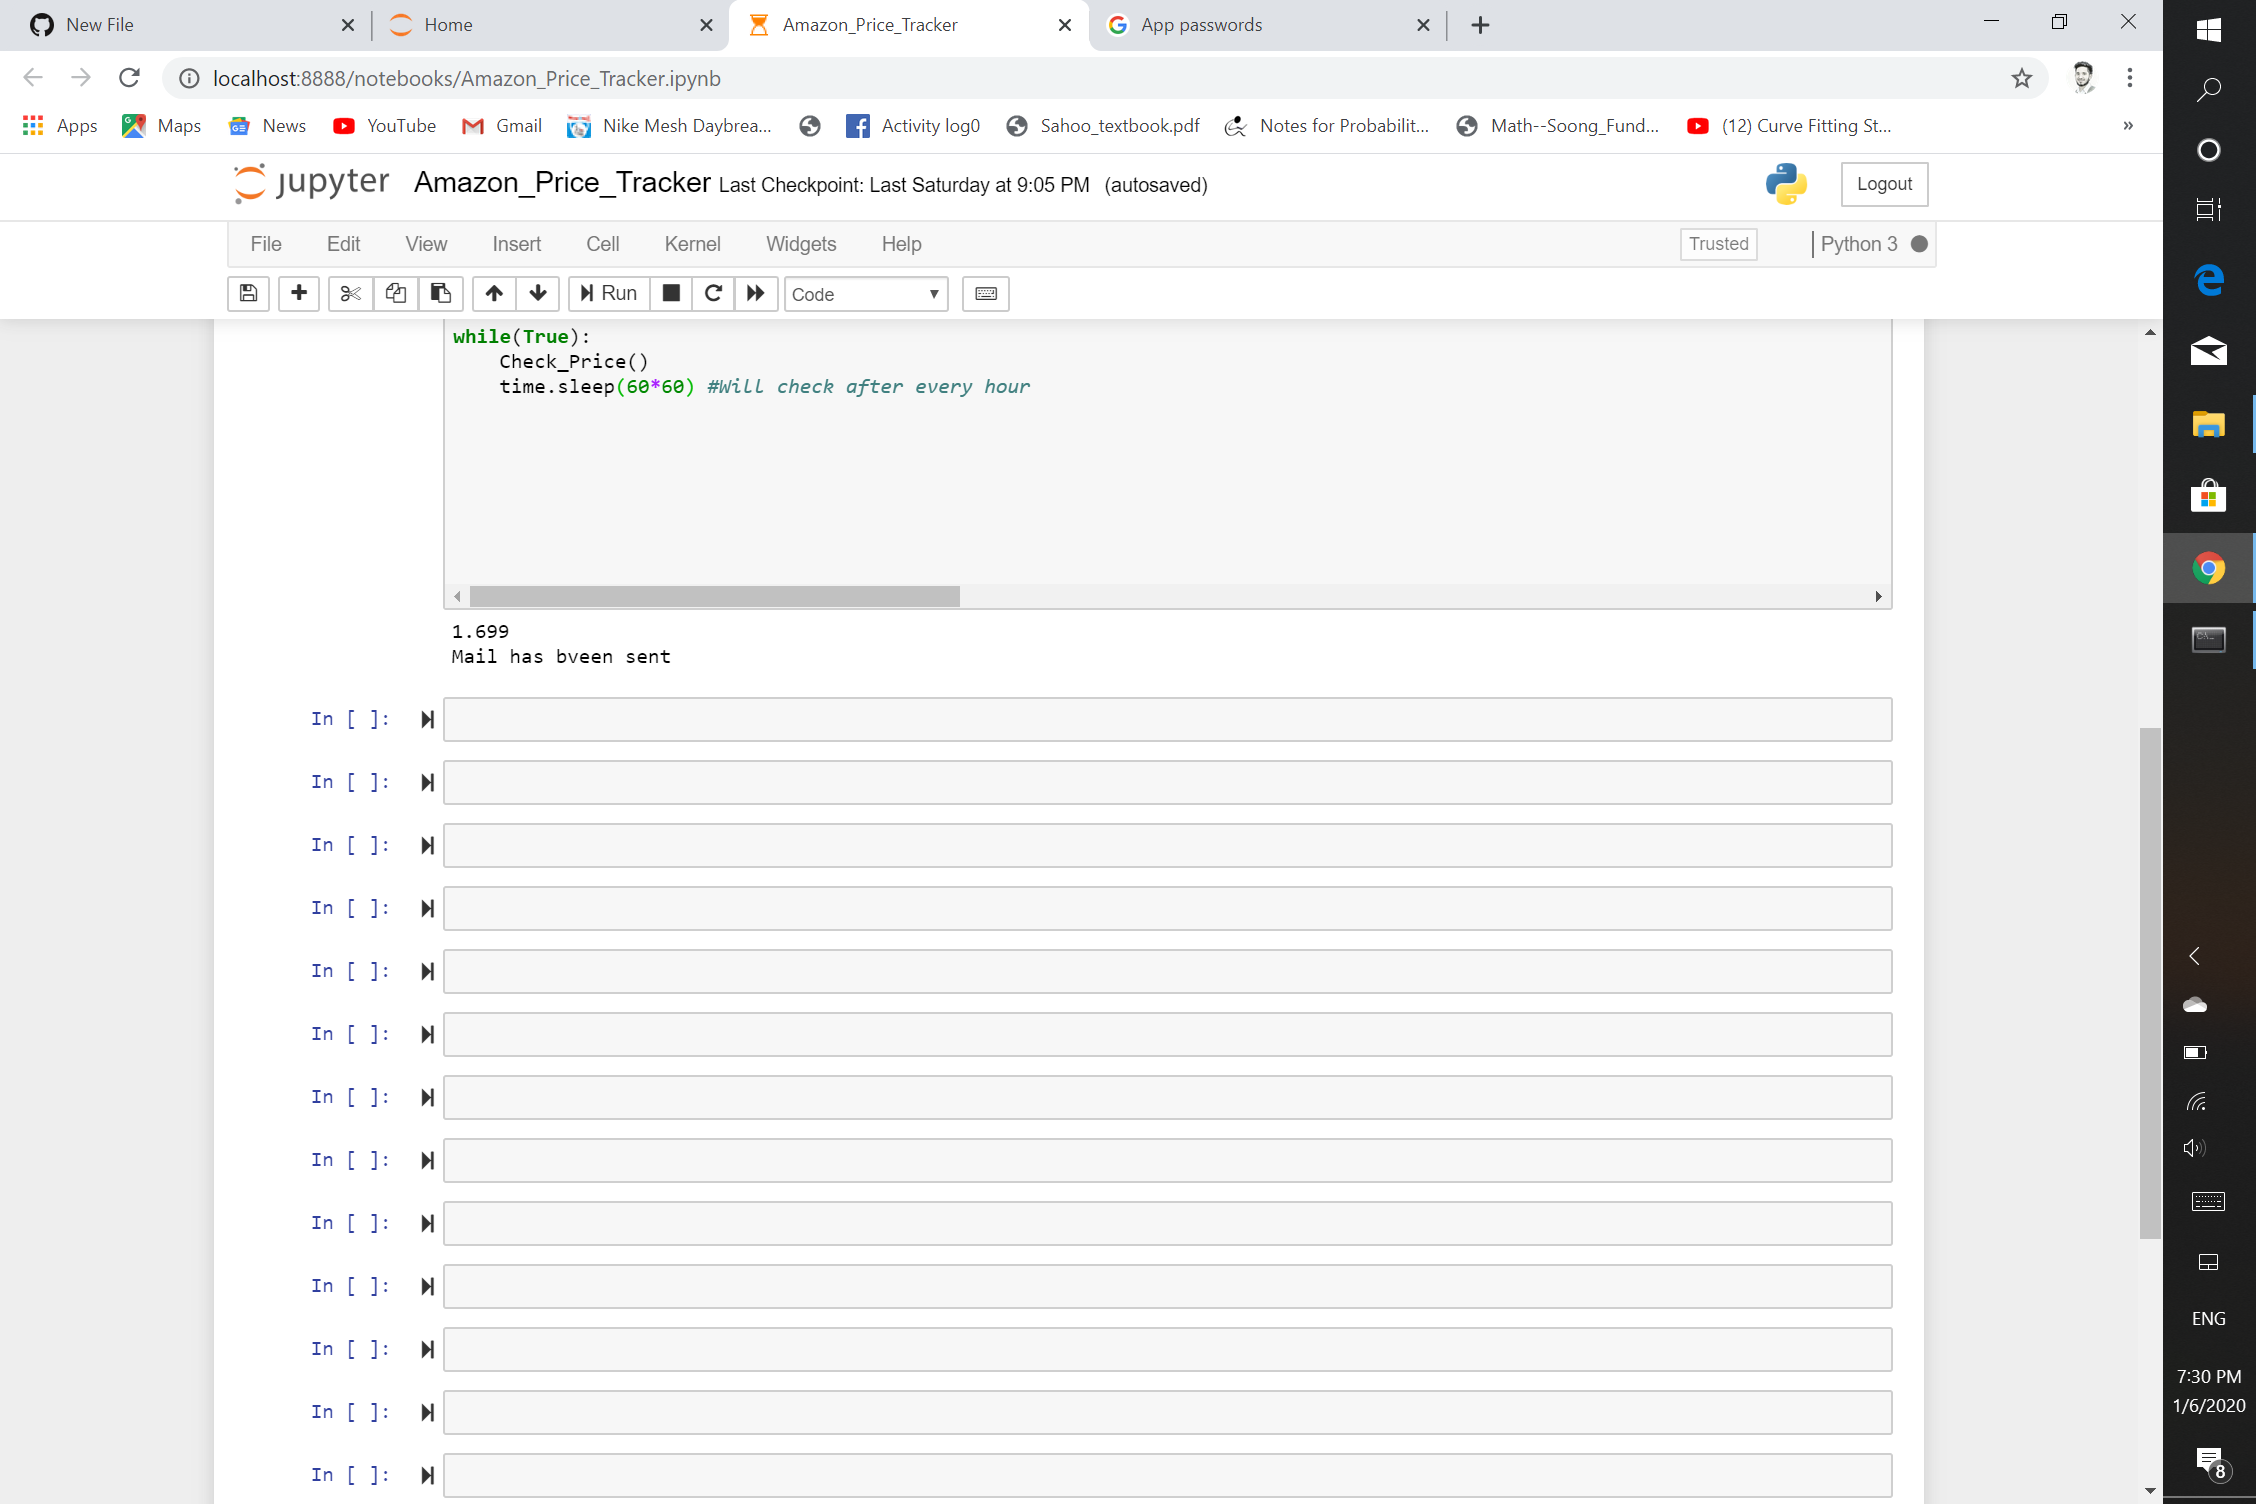 New File
Home
Amazon_Price_Tracker
App passwords
localhost:8888/notebooks/Amazon_Price_Tracker.ipynb
Apps Maps News YouTube Gmail Nike Mesh Daybrea... Activity log0 Sahoo_textbook.pdf Notes for Probabilit... Math--Soong_Fund... (12) Curve Fitting St... »
jupyter Amazon_Price_Tracker Last Checkpoint: Last Saturday at 9:05 PM (autosaved)
Logout
File Edit View Insert Cell Kernel Widgets Help
Trusted
Python 3
Run
Code
while(True):
    Check_Price()
    time.sleep(60*60) #Will check after every hour
1.699
Mail has bveen sent
In [ ]:
In [ ]:
In [ ]:
In [ ]:
In [ ]:
In [ ]:
In [ ]:
In [ ]:
In [ ]:
In [ ]:
In [ ]:
In [ ]:
In [ ]:
ENG
7:30 PM
1/6/2020
8